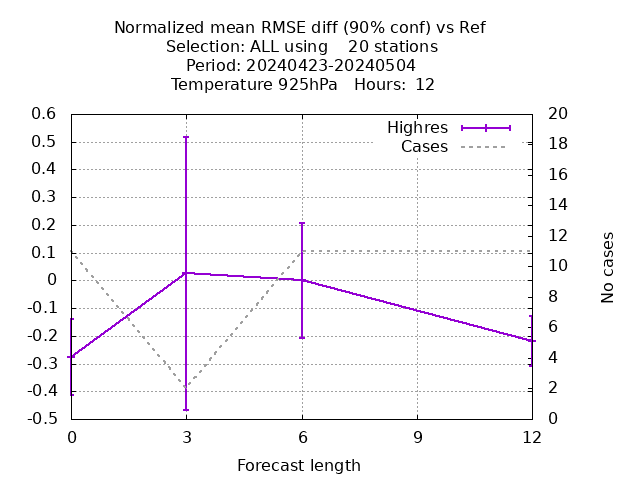 Normalized mean RMSE diff (90% conf) vs Ref
Selection: ALL using    20 stations
Period: 20240423-20240504
Temperature 925hPa   Hours:  12
Highres
Cases
0.6
0.5
0.4
0.3
0.2
0.1
0
-0.1
-0.2
-0.3
-0.4
-0.5
20
18
16
14
12
10
8
6
4
2
0
No cases
0 3 6 9 12
Forecast length